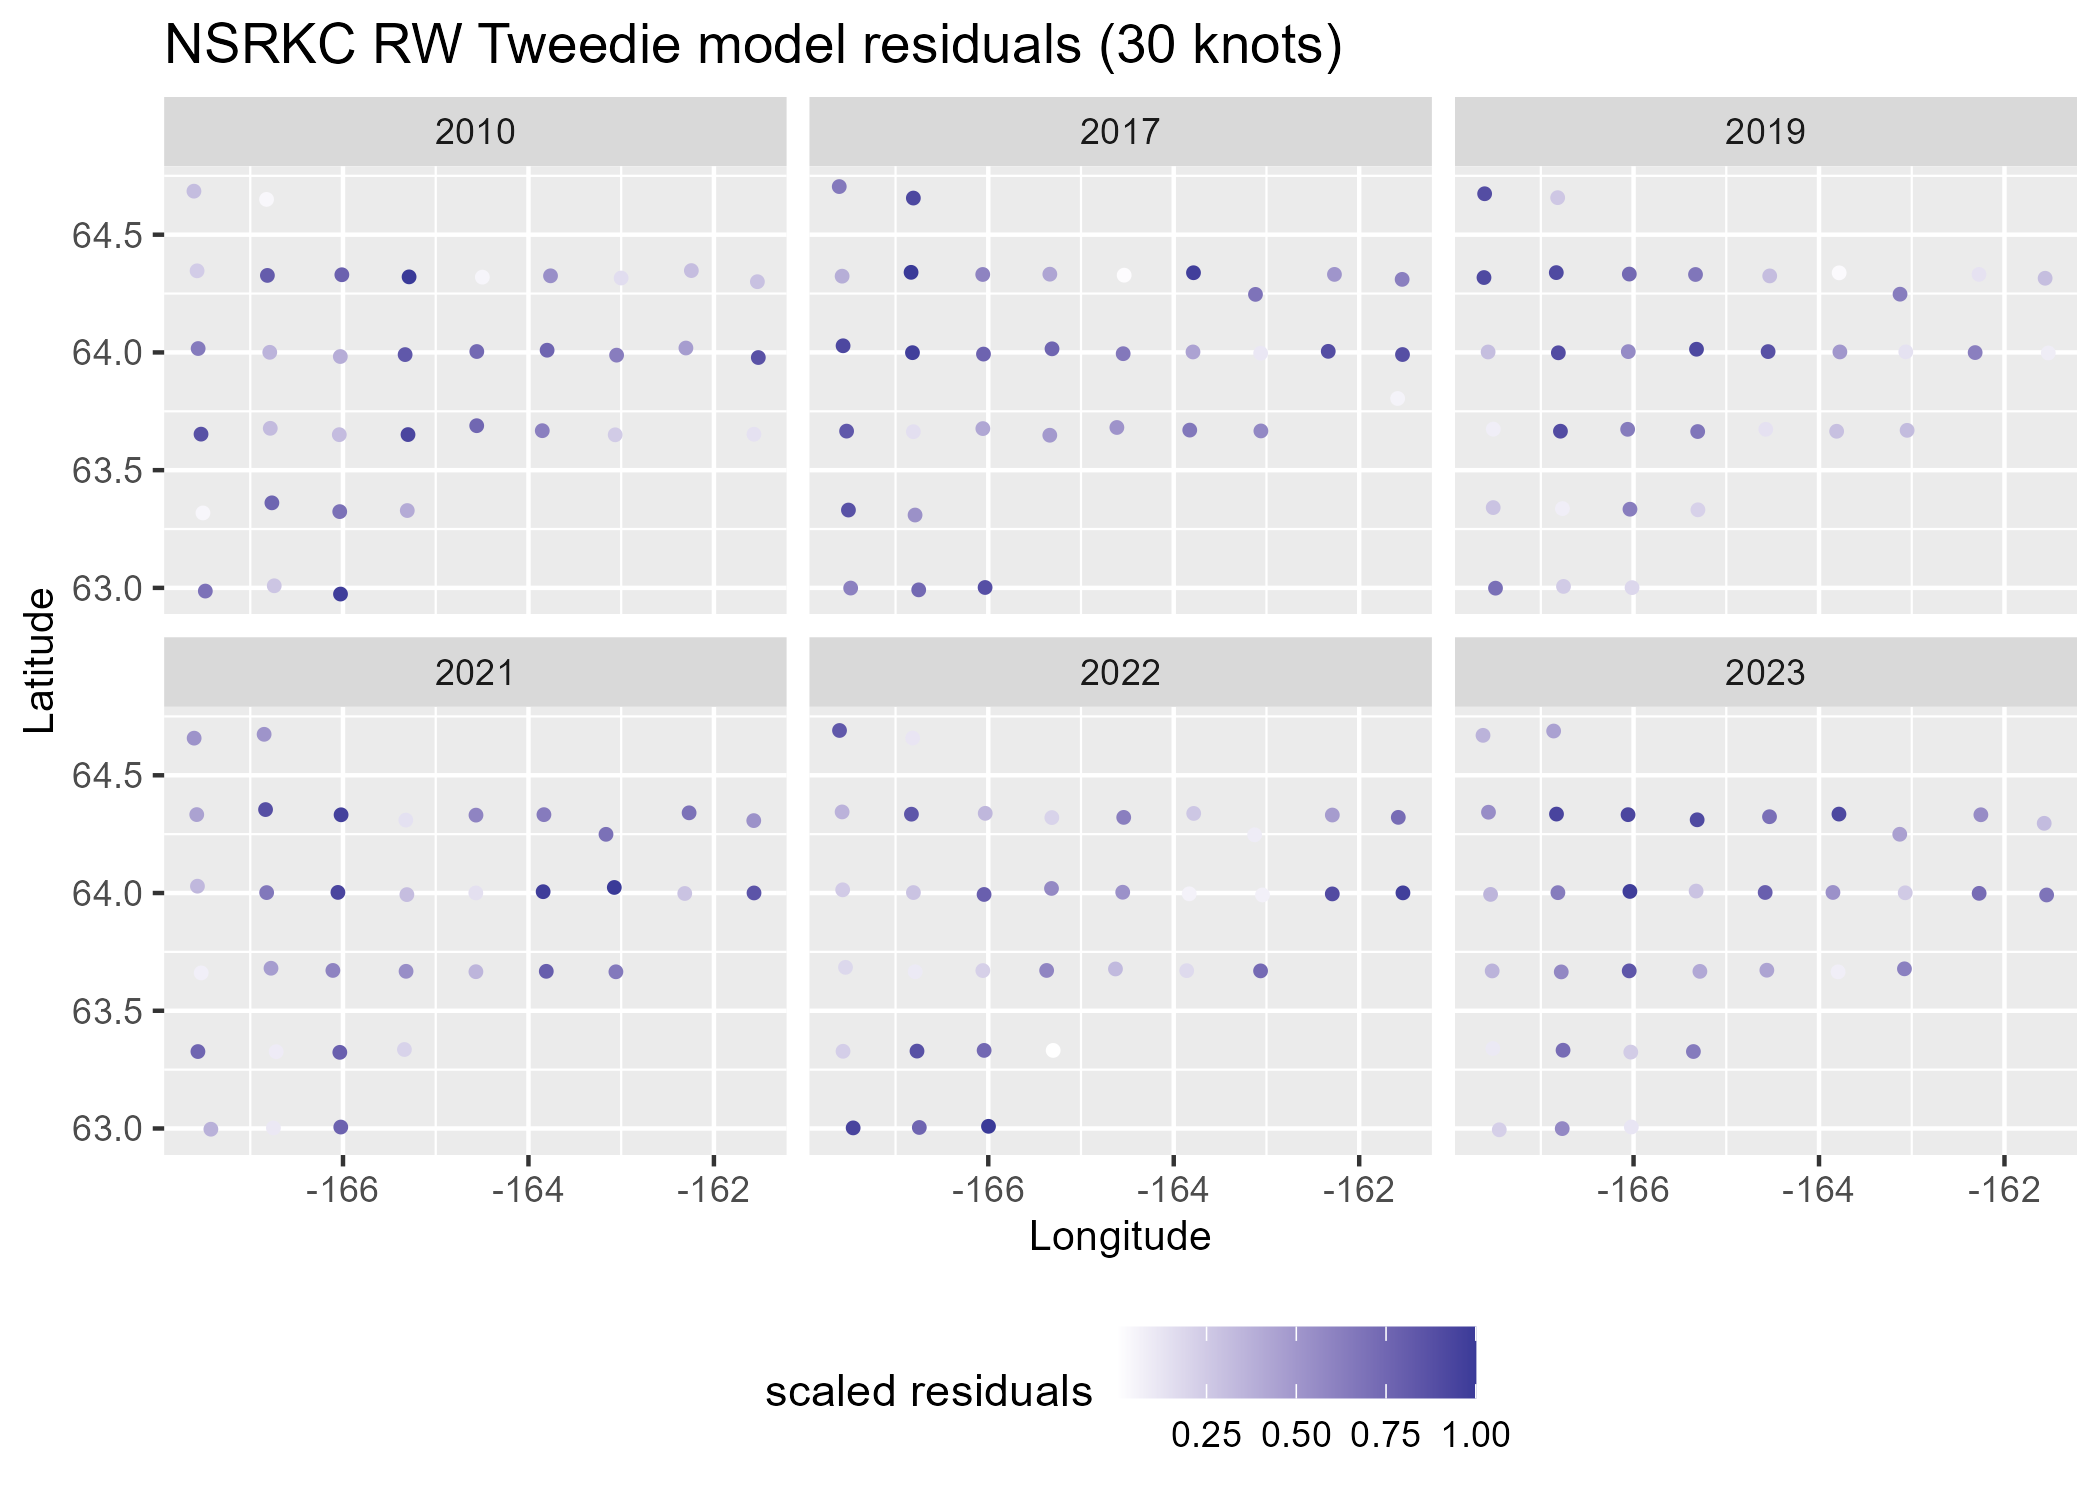 NSRKC RW Tweedie model residuals (30 knots)
2010 2017 2019
64.5
64.0
63.5
63.0
2021 2022 2023
64.5
64.0
63.5
63.0
Latitude
-166 -164 -162 -166 -164 -162 -166 -164 -162
Longitude
scaled residuals
0.25 0.50 0.75 1.00